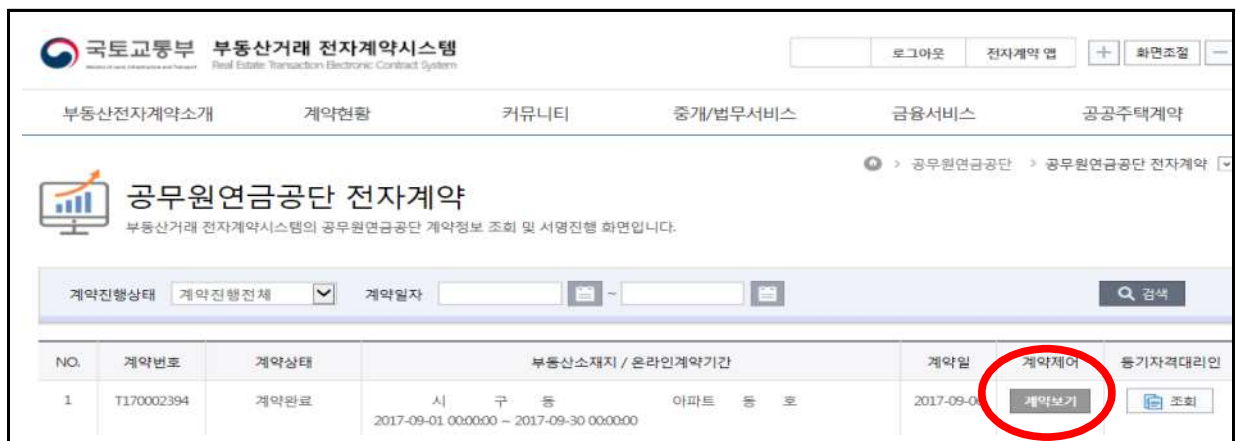 국토교통부 부동산거래 전자계약시스템
Real Estate Transaction Electronic Contract System
로그아웃 전자계약 앱 + 화면조절 —
부동산전자계약소개 계약현황 커뮤니티 중개/법무서비스 금융서비스 공공주택계약
> 공무원연금공단 > 공무원연금공단 전자계약
공무원연금공단 전자계약
부동산거래 전자계약시스템의 공무원연금공단 계약정보 조회 및 서명진행 화면입니다.
계약진행상태 계약진행전체 계약일자 ~ 검색
NO. 계약번호 계약상태 부동산소재지 / 온라인계약기간 계약일 계약제어 등기자격대리인
1 T170002394 계약완료 시 구 동 아파트 동 호 2017-09-0 계약보기 조회
2017-09-01 00:00:00 ~ 2017-09-30 00:00:00